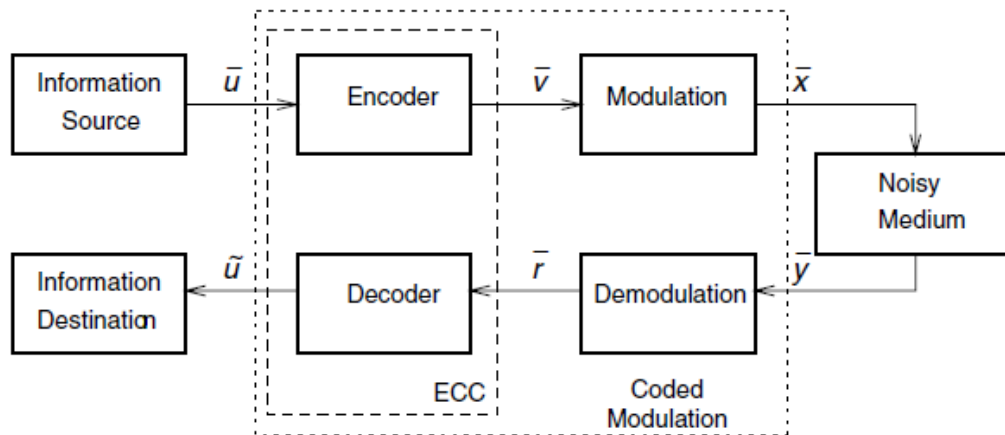 Information
Source
ū
Encoder
v̄
Modulation
x̄
Noisy
Medium
ȳ
Demodulation
r̄
Decoder
ũ
Information
Destination
ECC
Coded
Modulation